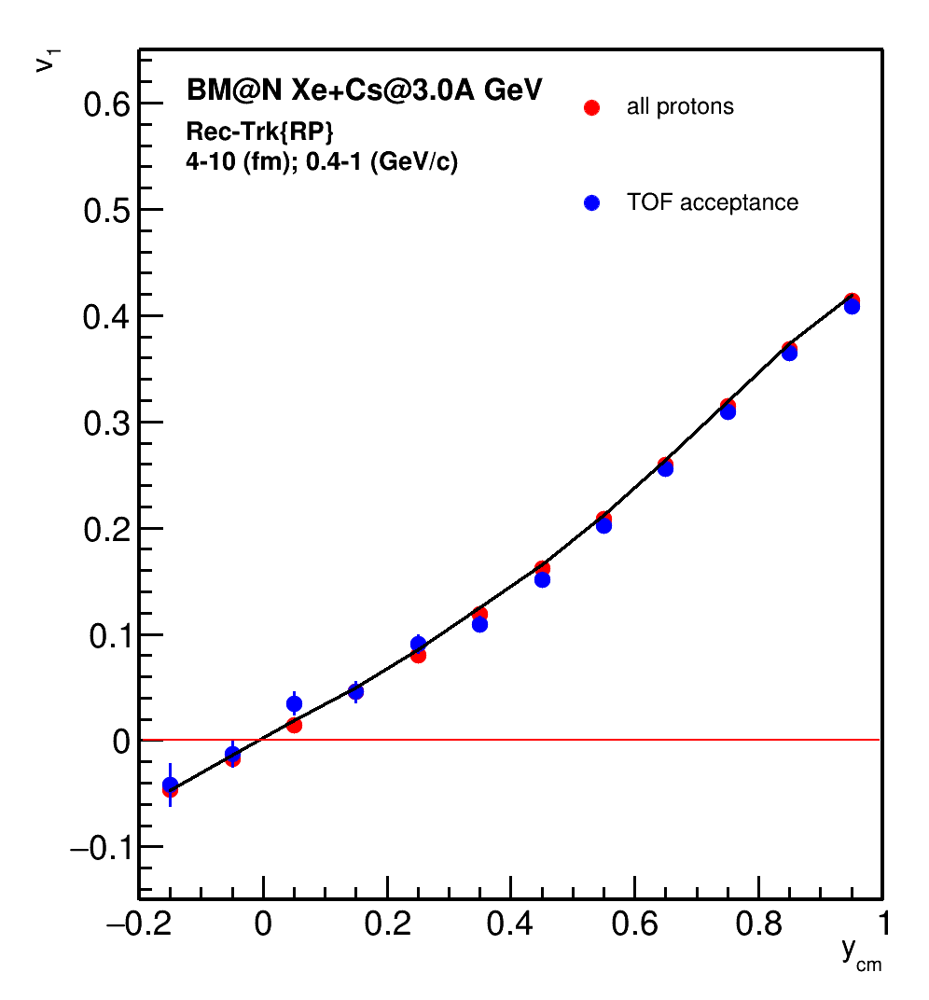 v1
BM@N Xe+Cs@3.0A GeV
Rec-Trk{RP}
4-10 (fm); 0.4-1 (GeV/c)
all protons
TOF acceptance
0.6
0.5
0.4
0.3
0.2
0.1
0
−0.1
−0.2 0 0.2 0.4 0.6 0.8 1
ycm